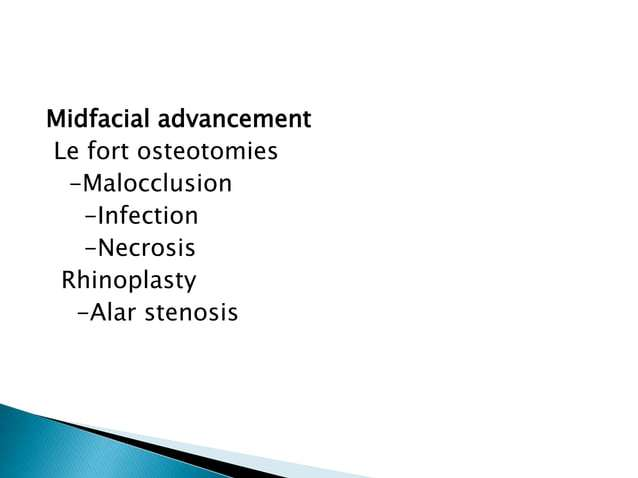 Midfacial advancement
Le fort osteotomies
-Malocclusion
-Infection
-Necrosis
Rhinoplasty
-Alar stenosis